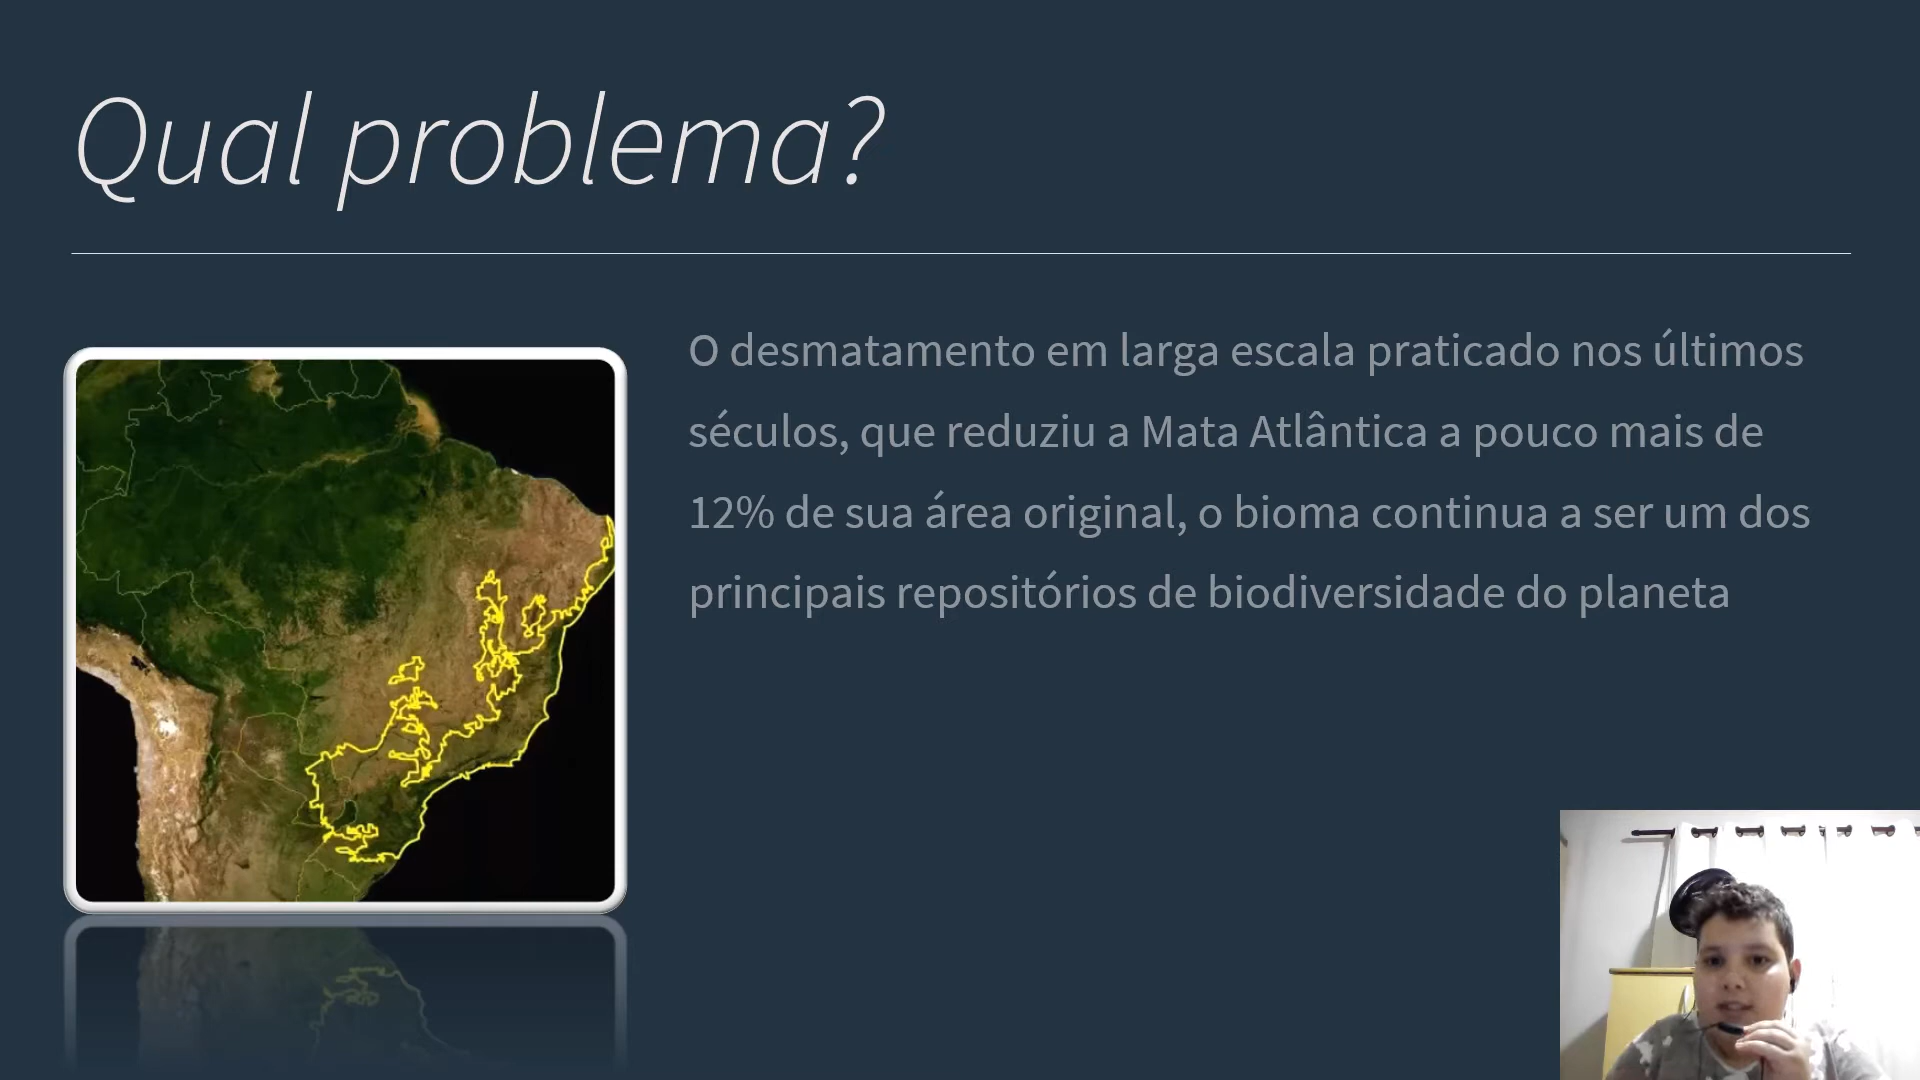 Qual problema?
O desmatamento em larga escala praticado nos últimos
séculos, que reduziu a Mata Atlântica a pouco mais de
12% de sua área original, o bioma continua a ser um dos
principais repositórios de biodiversidade do planeta